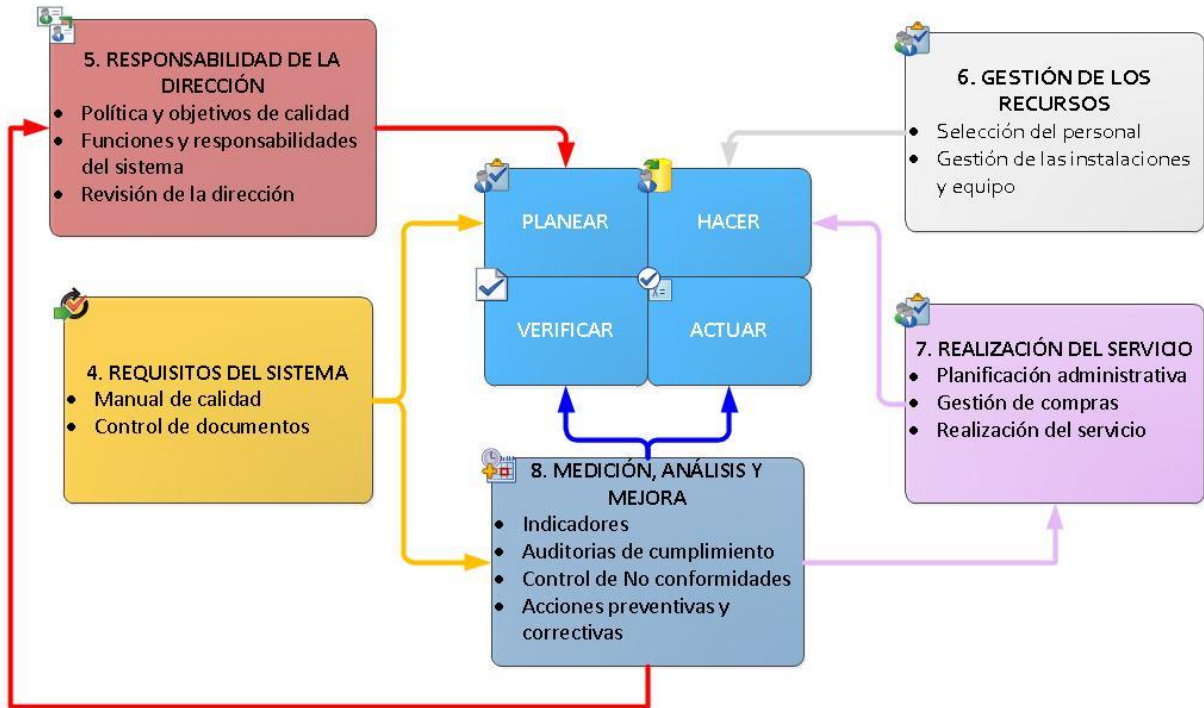 5. RESPONSABILIDAD DE LA
DIRECCIÓN
• Política y objetivos de calidad
• Funciones y responsabilidades
del sistema
• Revisión de la dirección
6. GESTIÓN DE LOS
RECURSOS
• Selección del personal
• Gestión de las instalaciones
y equipo
PLANEAR
HACER
VERIFICAR
ACTUAR
4. REQUISITOS DEL SISTEMA
• Manual de calidad
• Control de documentos
7. REALIZACIÓN DEL SERVICIO
• Planificación administrativa
• Gestión de compras
• Realización del servicio
8. MEDICIÓN, ANÁLISIS Y
MEJORA
• Indicadores
• Auditorias de cumplimiento
• Control de No conformidades
• Acciones preventivas y
correctivas